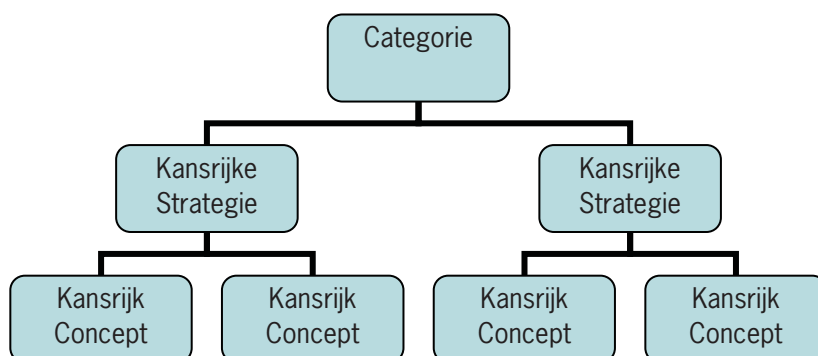 Categorie
Kansrijke
Strategie
Kansrijke
Strategie
Kansrijk
Concept
Kansrijk
Concept
Kansrijk
Concept
Kansrijk
Concept